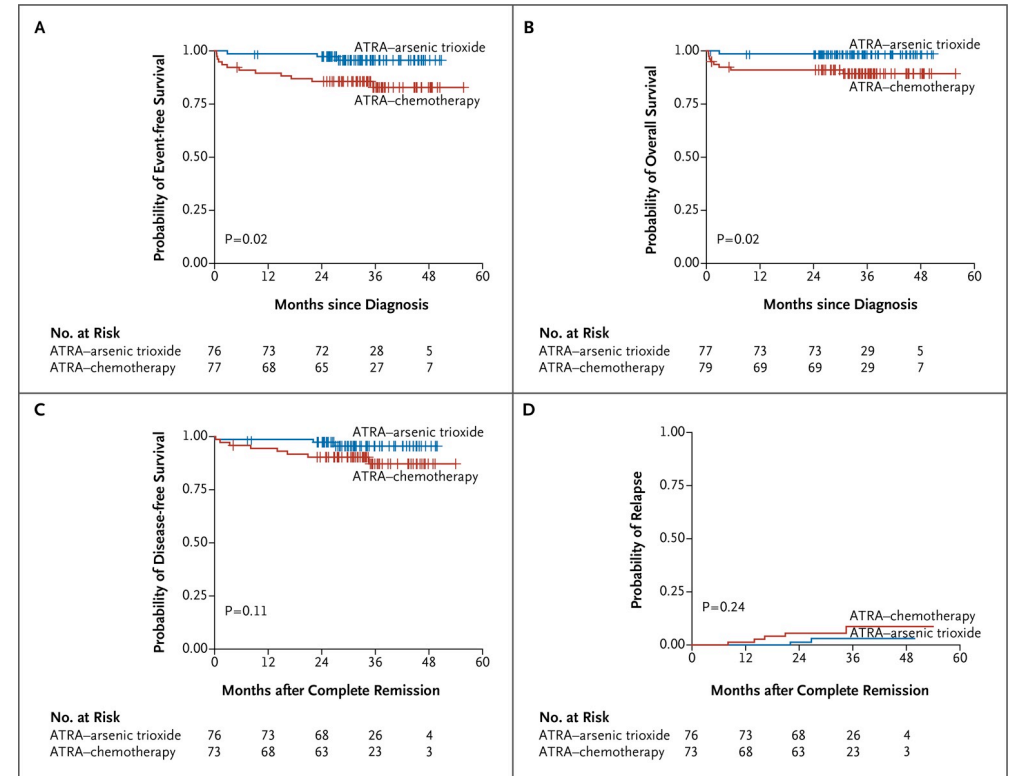 A
Probability of Event-free Survival
1.00
0.75
0.50
0.25
0.00
ATRA–arsenic trioxide
ATRA–chemotherapy
P=0.02
0 12 24 36 48 60
Months since Diagnosis
No. at Risk
ATRA–arsenic trioxide 76 73 72 28 5
ATRA–chemotherapy 77 68 65 27 7
B
Probability of Overall Survival
1.00
0.75
0.50
0.25
0.00
ATRA–arsenic trioxide
ATRA–chemotherapy
P=0.02
0 12 24 36 48 60
Months since Diagnosis
No. at Risk
ATRA–arsenic trioxide 77 73 73 29 5
ATRA–chemotherapy 79 69 69 29 7
C
Probability of Disease-free Survival
1.00
0.75
0.50
0.25
0.00
ATRA–arsenic trioxide
ATRA–chemotherapy
P=0.11
0 12 24 36 48 60
Months after Complete Remission
No. at Risk
ATRA–arsenic trioxide 76 73 68 26 4
ATRA–chemotherapy 73 68 63 23 3
D
Probability of Relapse
1.00
0.75
0.50
0.25
0.00
P=0.24
ATRA–chemotherapy
ATRA–arsenic trioxide
0 12 24 36 48 60
Months after Complete Remission
No. at Risk
ATRA–arsenic trioxide 76 73 68 26 4
ATRA–chemotherapy 73 68 63 23 3